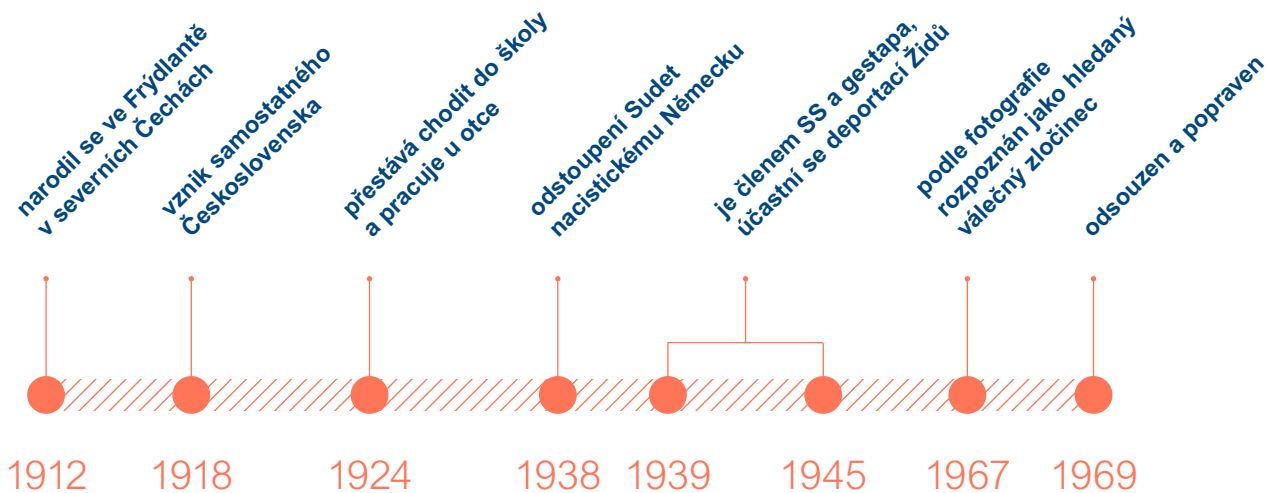 narodil se ve Frýdlantě
v severních Čechách
vznik samostatného
Československa
přestává chodit do školy
a pracuje u otce
odstoupení Sudet
nacistickému Německu
je členem SS a gestapa,
účastní se deportací Židů
podle fotografie
rozpoznán jako hledaný
válečný zločinec
odsouzen a popraven
1912
1918
1924
1938
1939
1945
1967
1969